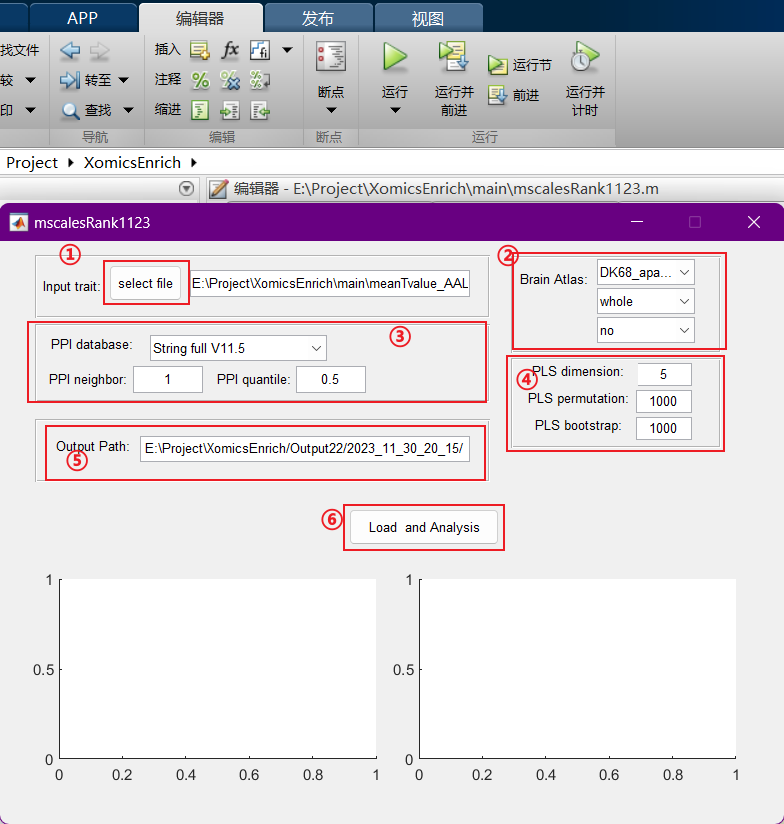 APP 编辑器 发布 视图
找文件 插入 fx fi
较 转至 注释 % % % 断点 运行 运行并 前进 运行节 前进 运行并 计时
印 查找 缩进
导航 编辑 断点 运行
Project XomicsEnrich
编辑器 - E:\Project\XomicsEnrich\main\mscalesRank1123.m
mscalesRank1123
① ②
Input trait: select file E:\Project\XomicsEnrich\main\meanTvalue_AAL
Brain Atlas: DK68_apa...
whole
no
③
PPI database: String full V11.5
PPI neighbor: 1 PPI quantile: 0.5
④
PLS dimension: 5
PLS permutation: 1000
PLS bootstrap: 1000
Output Path: E:\Project\XomicsEnrich/Output22/2023_11_30_20_15/
⑤
⑥ Load and Analysis
1 1
0.5 0.5
0 0
0 0.2 0.4 0.6 0.8 1 0 0.2 0.4 0.6 0.8 1